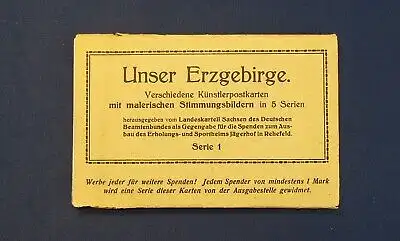 Unser Erzgebirge.
Verschiedene Künstlerpostkarten
mit malerischen Stimmungsbildern in 5 Serien
herausgegeben vom Landeskartell Sachsen des Deutschen
Beamtenbundes als Gegengabe für die Spenden zum Aus-
bau des Erholungs- und Sportheims Jägerhof in Rehefeld.
Serie 1
Werbe jeder für weitere Spenden! Jedem Spender von mindestens 1 Mark
wird eine Serie dieser Karten von der Ausgabestelle gewidmet.